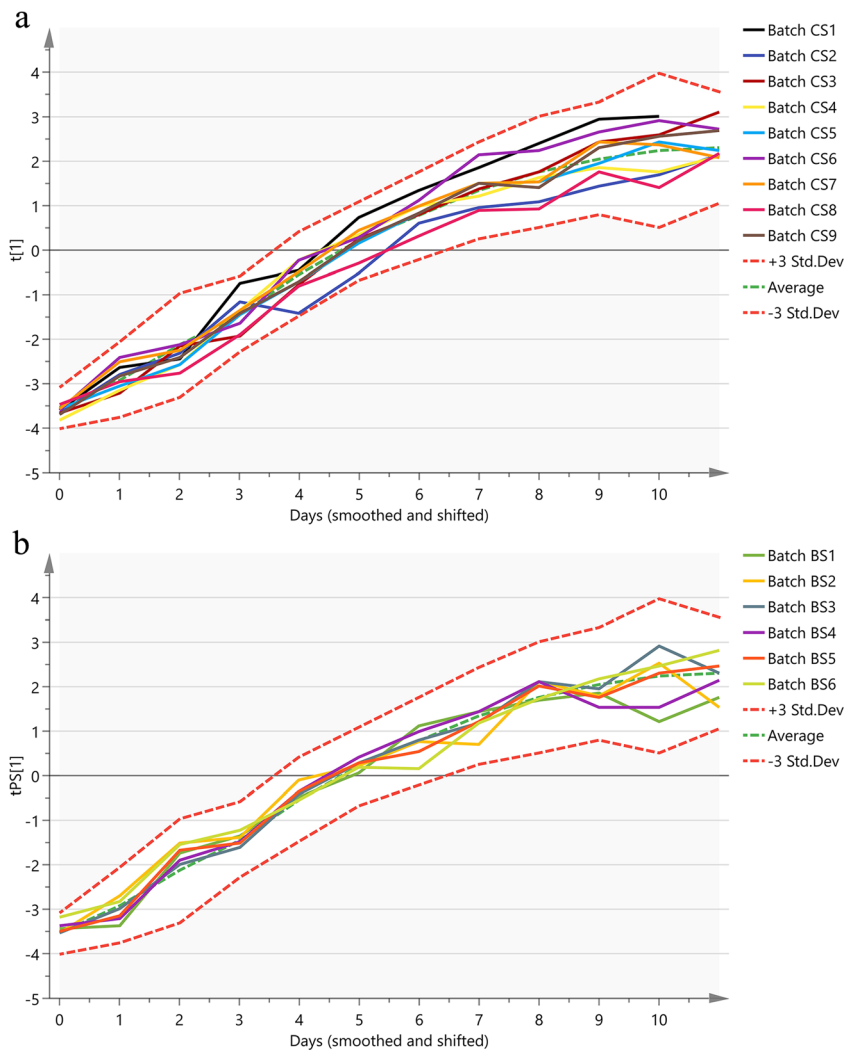 a
4
3
2
1
0
-1
-2
-3
-4
-5
t[1]
0 1 2 3 4 5 6 7 8 9 10
Days (smoothed and shifted)
Batch CS1
Batch CS2
Batch CS3
Batch CS4
Batch CS5
Batch CS6
Batch CS7
Batch CS8
Batch CS9
+3 Std.Dev
Average
-3 Std.Dev
b
4
3
2
1
0
-1
-2
-3
-4
-5
tPS[1]
0 1 2 3 4 5 6 7 8 9 10
Days (smoothed and shifted)
Batch BS1
Batch BS2
Batch BS3
Batch BS4
Batch BS5
Batch BS6
+3 Std.Dev
Average
-3 Std.Dev